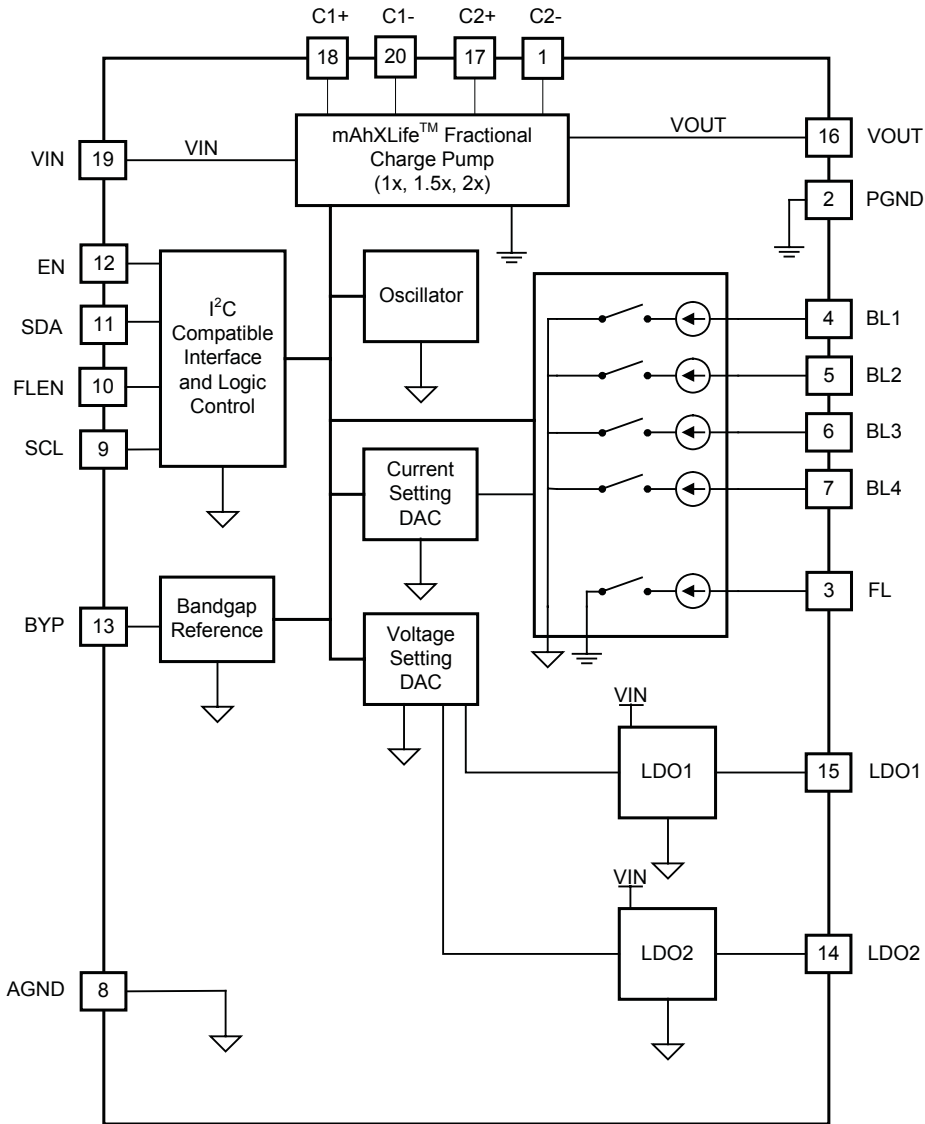 C1+ C1- C2+ C2-
18 20 17 1
mAhXLife™ Fractional
Charge Pump
(1x, 1.5x, 2x)
VIN 19 VIN
VOUT 16 VOUT
2 PGND
EN 12
SDA 11
FLEN 10
SCL 9
I²C
Compatible
Interface
and Logic
Control
Oscillator
4 BL1
5 BL2
6 BL3
7 BL4
3 FL
Current
Setting
DAC
BYP 13
Bandgap
Reference
Voltage
Setting
DAC
VIN
LDO1
15 LDO1
VIN
LDO2
14 LDO2
AGND 8